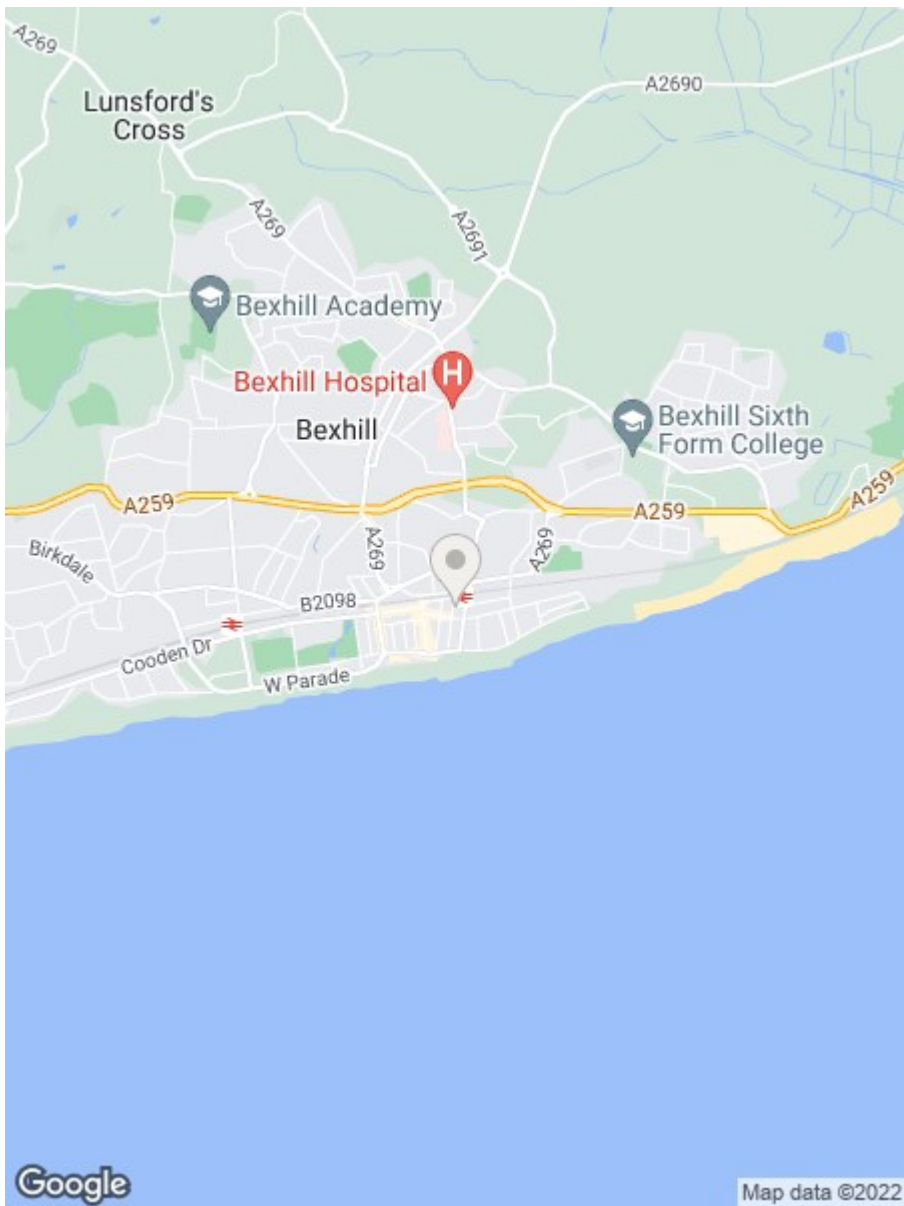 A269
A2690
Lunsford's
Cross
A269
A2691
Bexhill Academy
Bexhill Hospital
H
Bexhill
Bexhill Sixth
Form College
A259
A259
A259
Birkdale
A269
A269
B2098
Cooden Dr
W Parade
Google
Map data ©2022